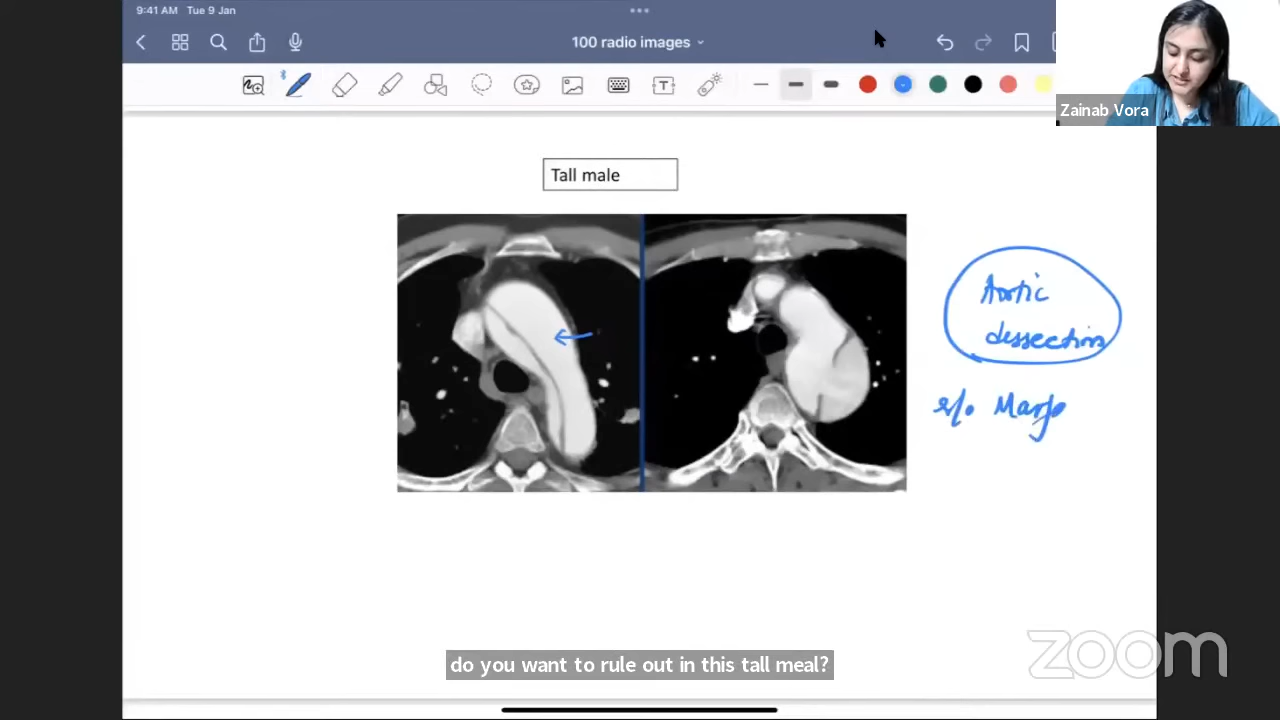 9:41 AM Tue 9 Jan
100 radio images
T
Zainab Vora
Tall male
Aortic
dessection
r/o Marfa
do you want to rule out in this tall meal?
zoom